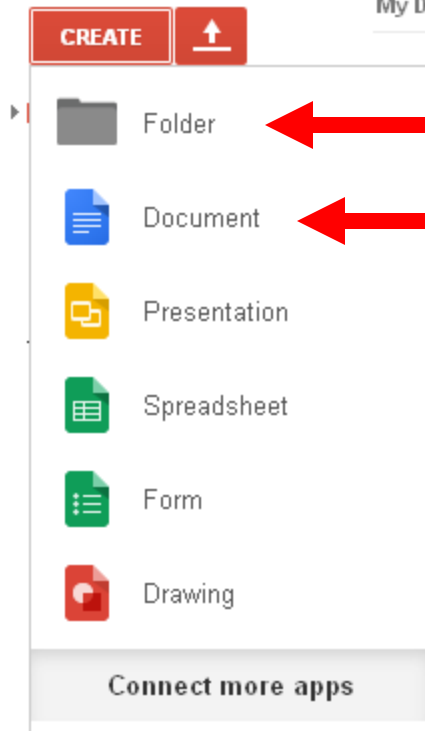 My D
CREATE
Folder
Document
Presentation
Spreadsheet
Form
Drawing
Connect more apps